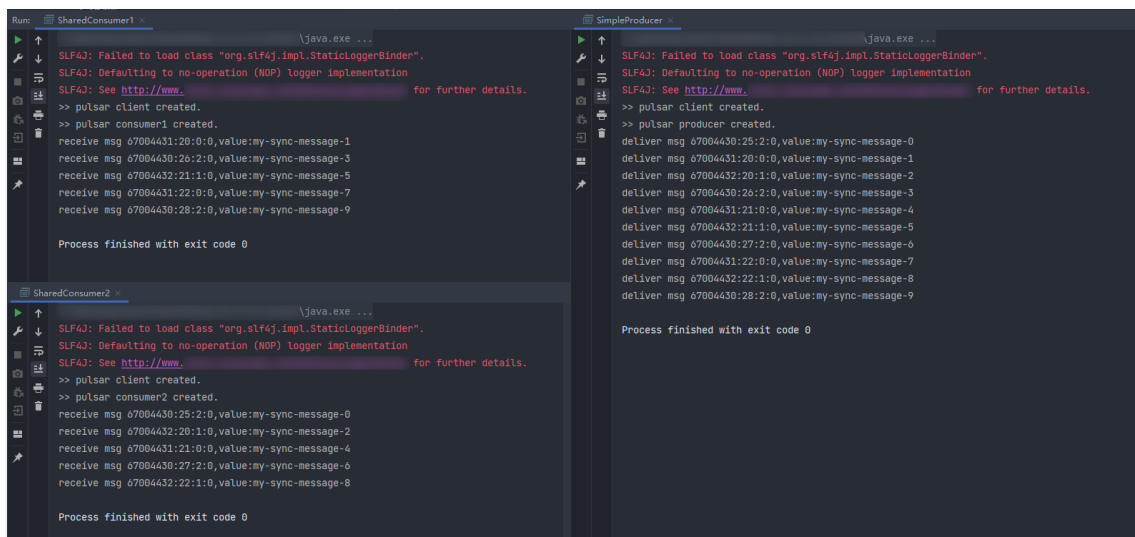 Run: SharedConsumer1 ×
\java.exe ...
SLF4J: Failed to load class "org.slf4j.impl.StaticLoggerBinder".
SLF4J: Defaulting to no-operation (NOP) logger implementation
SLF4J: See http://www. for further details.
>> pulsar client created.
>> pulsar consumer1 created.
receive msg 67004431:20:0:0,value:my-sync-message-1
receive msg 67004430:26:2:0,value:my-sync-message-3
receive msg 67004432:21:1:0,value:my-sync-message-5
receive msg 67004431:22:0:0,value:my-sync-message-7
receive msg 67004430:28:2:0,value:my-sync-message-9
Process finished with exit code 0
SharedConsumer2 ×
\java.exe ...
SLF4J: Failed to load class "org.slf4j.impl.StaticLoggerBinder".
SLF4J: Defaulting to no-operation (NOP) logger implementation
SLF4J: See http://www. for further details.
>> pulsar client created.
>> pulsar consumer2 created.
receive msg 67004430:25:2:0,value:my-sync-message-0
receive msg 67004432:20:1:0,value:my-sync-message-2
receive msg 67004431:21:0:0,value:my-sync-message-4
receive msg 67004430:27:2:0,value:my-sync-message-6
receive msg 67004432:22:1:0,value:my-sync-message-8
Process finished with exit code 0
SimpleProducer ×
\java.exe ...
SLF4J: Failed to load class "org.slf4j.impl.StaticLoggerBinder".
SLF4J: Defaulting to no-operation (NOP) logger implementation
SLF4J: See http://www. for further details.
>> pulsar client created.
>> pulsar producer created.
deliver msg 67004430:25:2:0,value:my-sync-message-0
deliver msg 67004431:20:0:0,value:my-sync-message-1
deliver msg 67004432:20:1:0,value:my-sync-message-2
deliver msg 67004430:26:2:0,value:my-sync-message-3
deliver msg 67004431:21:0:0,value:my-sync-message-4
deliver msg 67004432:21:1:0,value:my-sync-message-5
deliver msg 67004430:27:2:0,value:my-sync-message-6
deliver msg 67004431:22:0:0,value:my-sync-message-7
deliver msg 67004432:22:1:0,value:my-sync-message-8
deliver msg 67004430:28:2:0,value:my-sync-message-9
Process finished with exit code 0